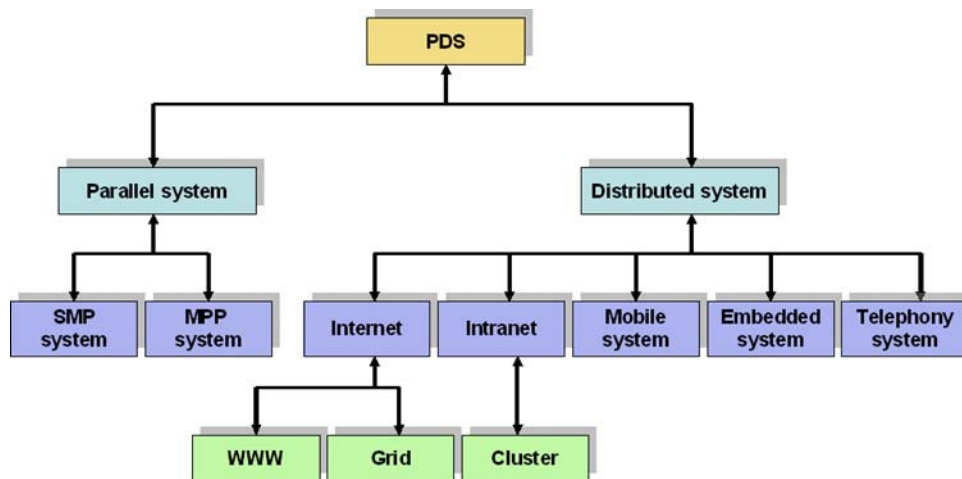 PDS
Parallel system
Distributed system
SMP
system
MPP
system
Internet
Intranet
Mobile
system
Embedded
system
Telephony
system
WWW
Grid
Cluster